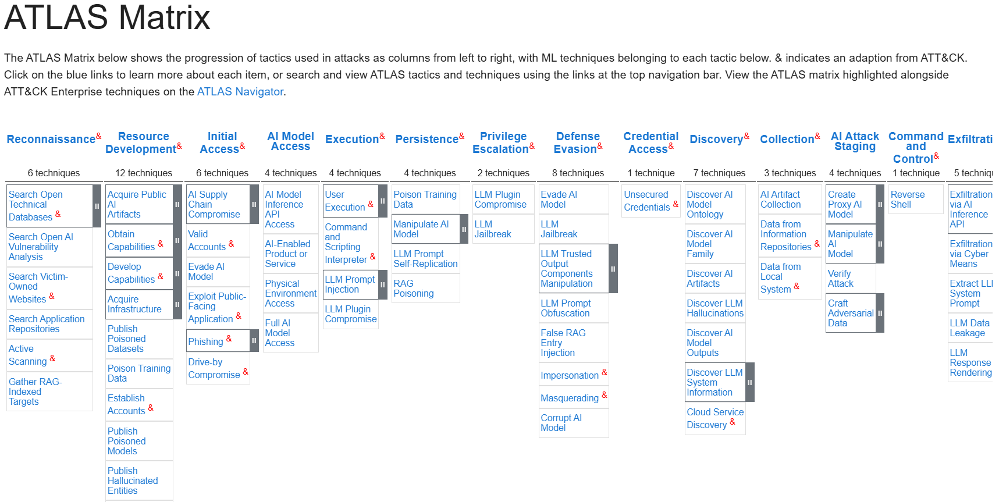 ATLAS Matrix
The ATLAS Matrix below shows the progression of tactics used in attacks as columns from left to right, with ML techniques belonging to each tactic below. & indicates an adaption from ATT&CK.
Click on the blue links to learn more about each item, or search and view ATLAS tactics and techniques using the links at the top navigation bar. View the ATLAS matrix highlighted alongside
ATT&CK Enterprise techniques on the ATLAS Navigator.
Reconnaissance&
6 techniques
Search Open
Technical
Databases &
Search Open AI
Vulnerability
Analysis
Search Victim-
Owned
Websites &
Search Application
Repositories
Active
Scanning &
Gather RAG-
Indexed
Targets
Resource
Development&
12 techniques
Acquire Public
AI
Artifacts
Obtain
Capabilities &
Develop
Capabilities &
Acquire
Infrastructure
Publish
Poisoned
Datasets
Poison Training
Data
Establish
Accounts &
Publish
Poisoned
Models
Publish
Hallucinated
Entities
Initial
Access&
6 techniques
AI Supply
Chain
Compromise
Valid
Accounts &
Evade AI
Model
Exploit Public-
Facing
Application &
Phishing &
Drive-by
Compromise &
AI Model
Access
4 techniques
AI Model
Inference
API
Access
AI-Enabled
Product or
Service
Physical
Environment
Access
Full AI
Model
Access
Execution&
4 techniques
User
Execution &
Command
and
Scripting
Interpreter &
LLM Prompt
Injection
LLM Plugin
Compromise
Persistence&
4 techniques
Poison Training
Data
Manipulate AI
Model
LLM Prompt
Self-Replication
RAG
Poisoning
Privilege
Escalation&
2 techniques
LLM Plugin
Compromise
LLM
Jailbreak
Defense
Evasion&
8 techniques
Evade AI
Model
LLM
Jailbreak
LLM Trusted
Output
Components
Manipulation
LLM Prompt
Obfuscation
False RAG
Entry
Injection
Impersonation &
Masquerading &
Corrupt AI
Model
Credential
Access&
1 technique
Unsecured
Credentials &
Discovery&
7 techniques
Discover AI
Model
Ontology
Discover AI
Model
Family
Discover AI
Artifacts
Discover LLM
Hallucinations
Discover AI
Model
Outputs
Discover LLM
System
Information
Cloud Service
Discovery &
Collection&
3 techniques
AI Artifact
Collection
Data from
Information
Repositories &
Data from
Local
System &
AI Attack
Staging
4 techniques
Create
Proxy AI
Model
Manipulate
AI
Model
Verify
Attack
Craft
Adversarial
Data
Command
and
Control&
1 technique
Reverse
Shell
Exfiltrati
5 techniq
Exfiltration
via AI
Inference
API
Exfiltration
via Cyber
Means
Extract LL
System
Prompt
LLM Data
Leakage
LLM
Response
Rendering